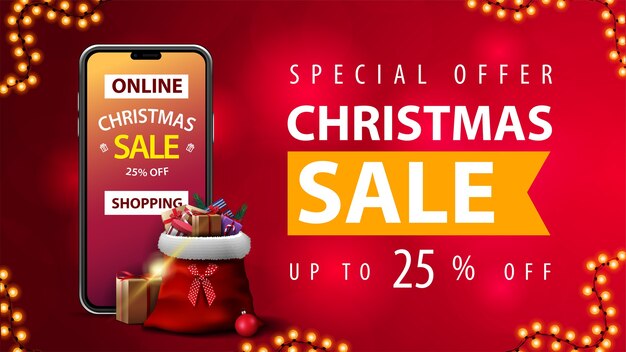 ONLINE
CHRISTMAS
SALE
25% OFF
SHOPPING
SPECIAL OFFER
CHRISTMAS
SALE
UP TO 25 % OFF